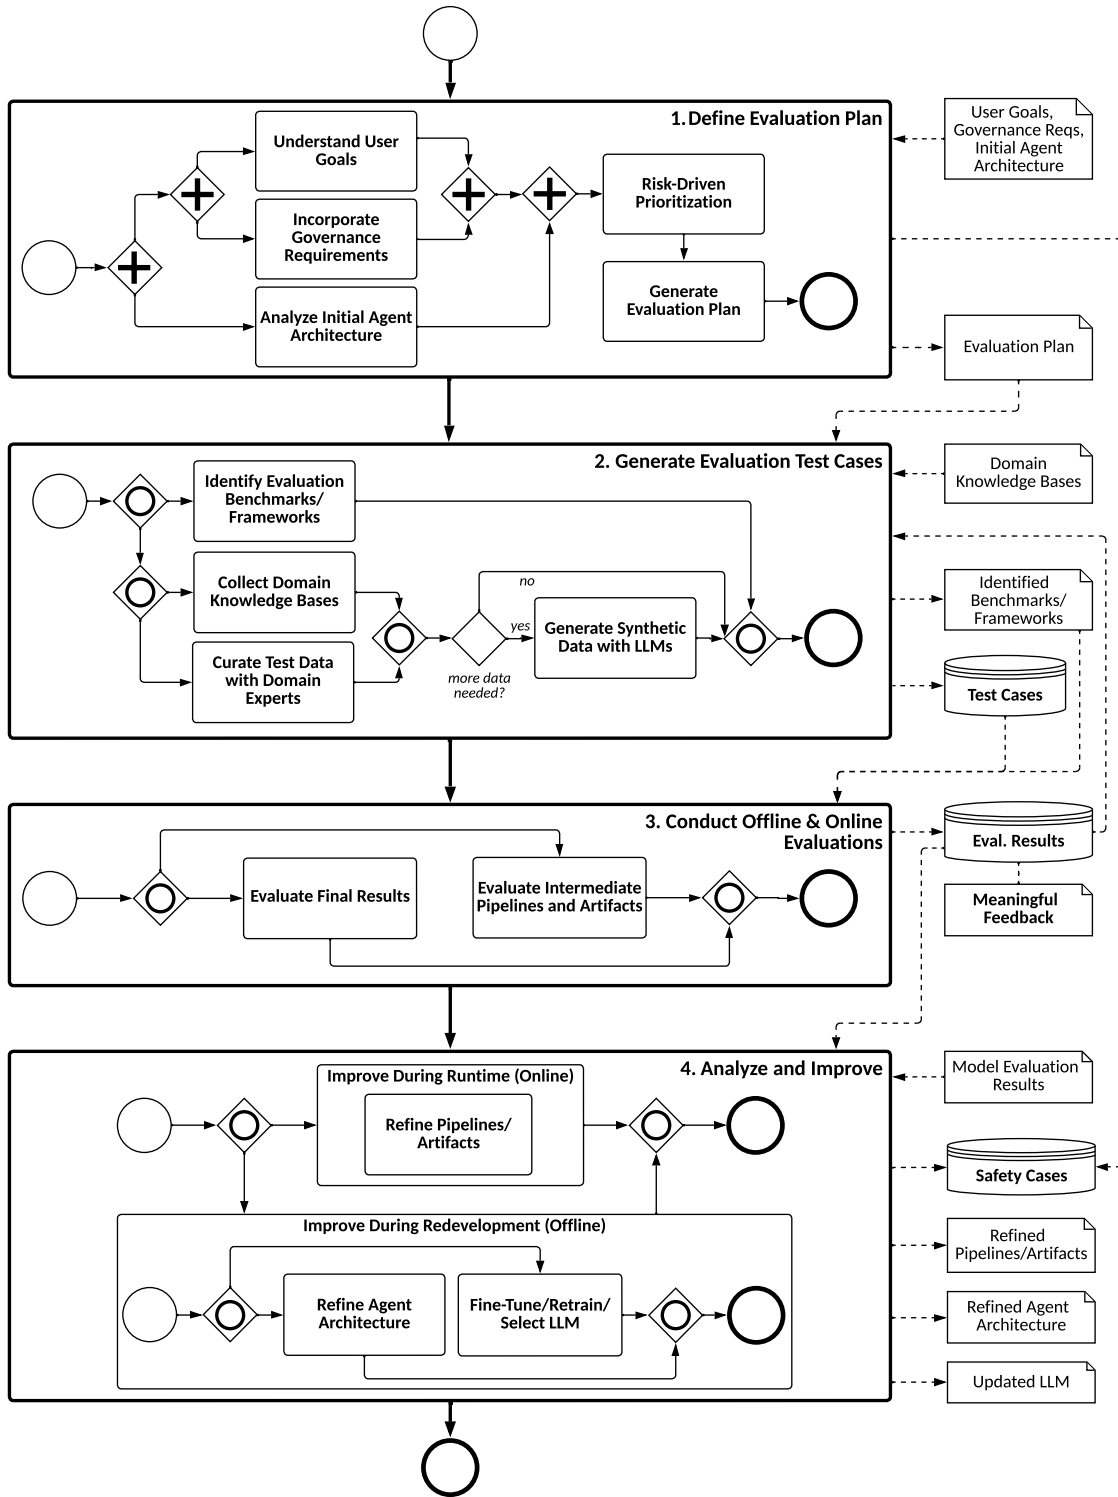 1.Define Evaluation Plan
Understand User
Goals
Incorporate
Governance
Requirements
Analyze Initial Agent
Architecture
Risk-Driven
Prioritization
Generate
Evaluation Plan
User Goals,
Governance Reqs,
Initial Agent
Architecture
Evaluation Plan
2. Generate Evaluation Test Cases
Identify Evaluation
Benchmarks/
Frameworks
Collect Domain
Knowledge Bases
Curate Test Data
with Domain
Experts
no
yes
more data
needed?
Generate Synthetic
Data with LLMs
Domain
Knowledge Bases
Identified
Benchmarks/
Frameworks
Test Cases
3. Conduct Offline & Online
Evaluations
Evaluate Final Results
Evaluate Intermediate
Pipelines and Artifacts
Eval. Results
Meaningful
Feedback
4. Analyze and Improve
Improve During Runtime (Online)
Refine Pipelines/
Artifacts
Improve During Redevelopment (Offline)
Refine Agent
Architecture
Fine-Tune/Retrain/
Select LLM
Model Evaluation
Results
Safety Cases
Refined
Pipelines/Artifacts
Refined Agent
Architecture
Updated LLM